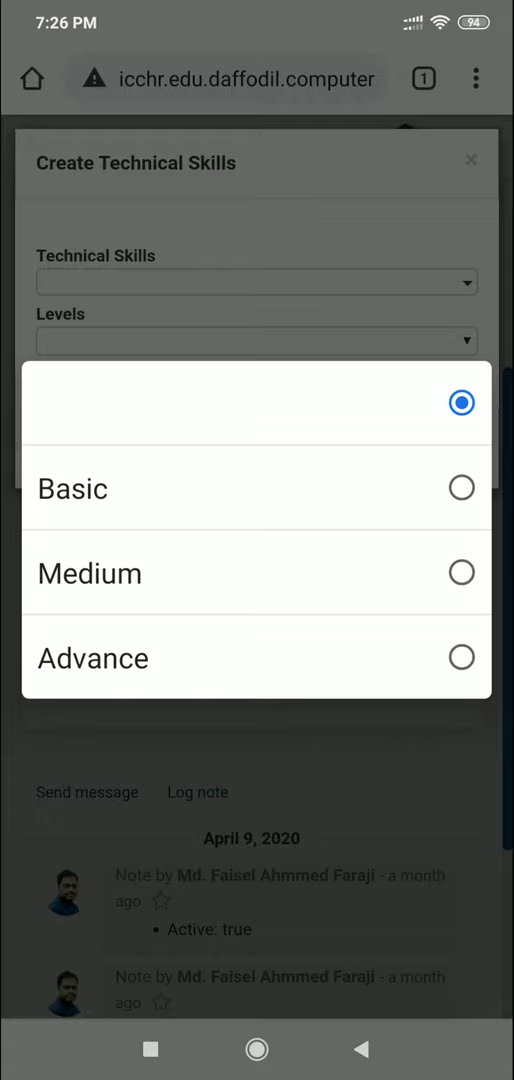 7:26 PM
94
icchr.edu.daffodil.computer
1
Create Technical Skills
×
Technical Skills
Levels
Basic
Medium
Advance
Send message Log note
April 9, 2020
Note by Md. Faisel Ahmmed Faraji - a month
ago
• Active: true
Note by Md. Faisel Ahmmed Faraji - a month
ago